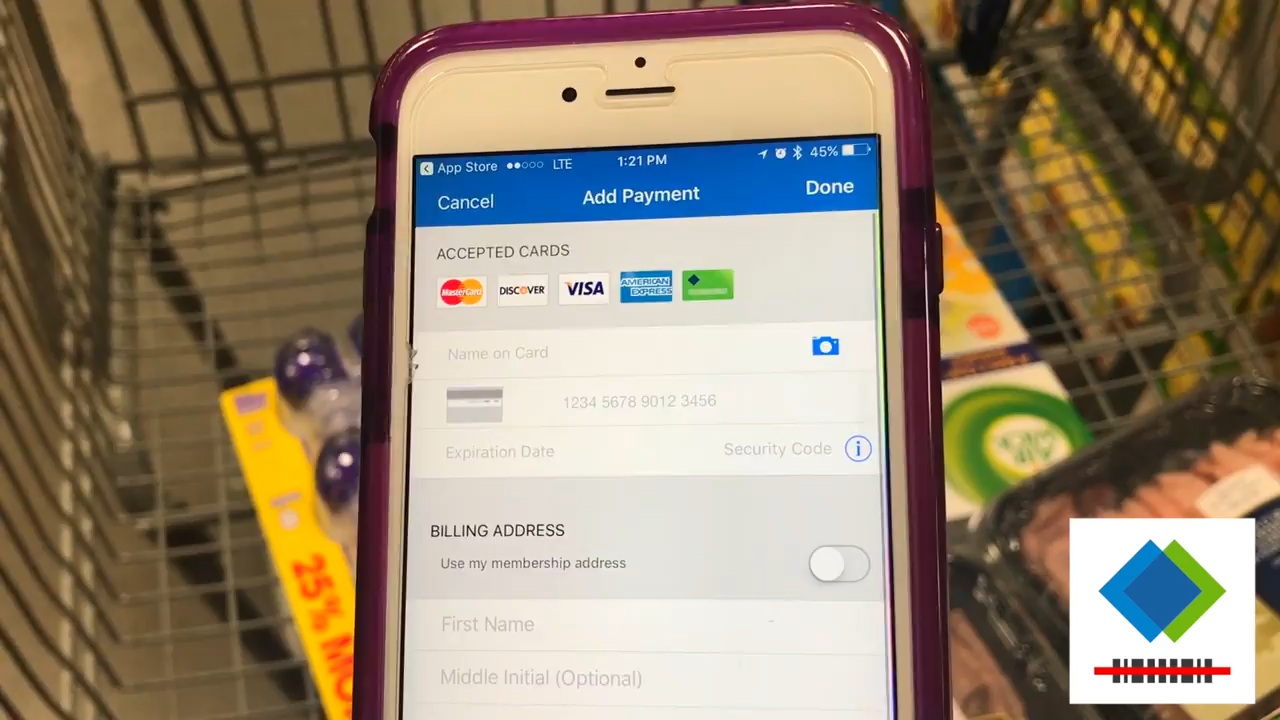 App Store LTE 1:21 PM 45%
Cancel Add Payment Done
ACCEPTED CARDS
MasterCard DISCOVER VISA AMERICAN EXPRESS
Name on Card
1234 5678 9012 3456
Expiration Date Security Code i
BILLING ADDRESS
Use my membership address
First Name -
Middle Initial (Optional)
25% MO
AIR
WICK